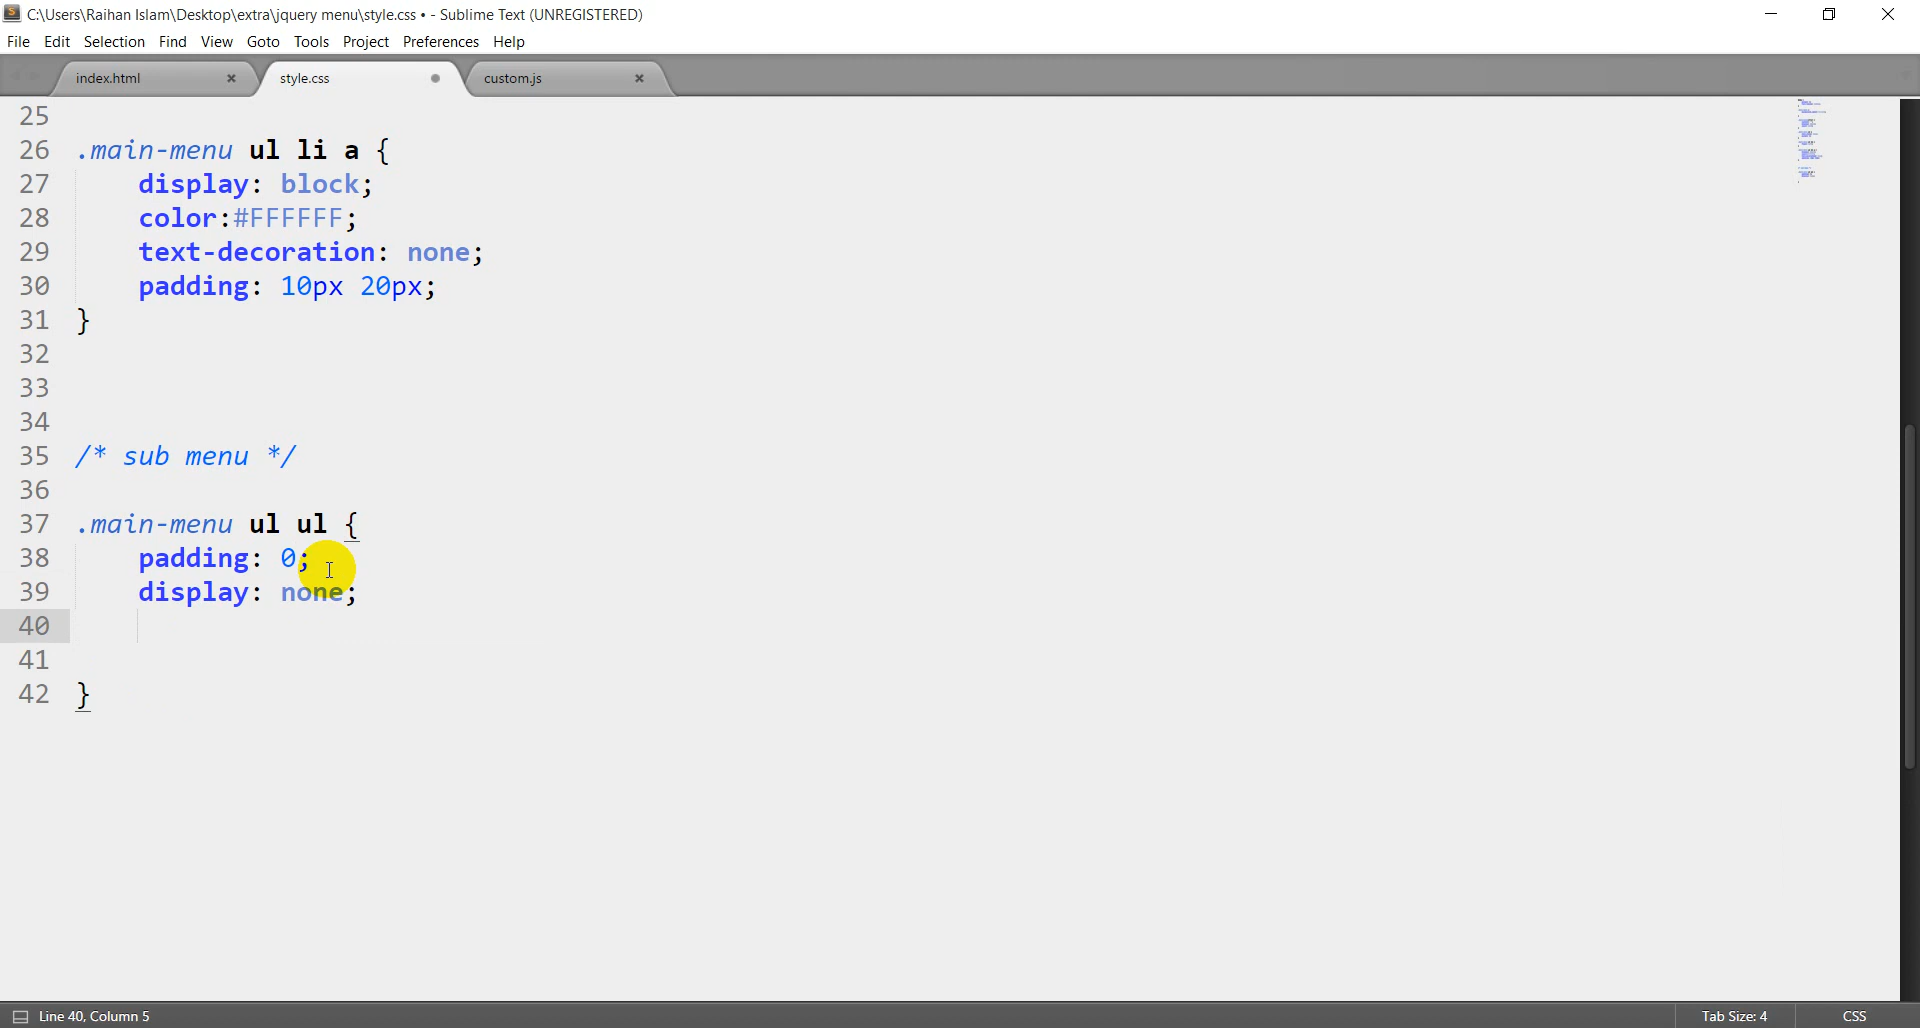 C:\Users\Raihan Islam\Desktop\extra\jquery menu\style.css • - Sublime Text (UNREGISTERED)
File Edit Selection Find View Goto Tools Project Preferences Help
index.html style.css custom.js
25
26 .main-menu ul li a {
27 display: block;
28 color:#FFFFFF;
29 text-decoration: none;
30 padding: 10px 20px;
31 }
32
33
34
35 /* sub menu */
36
37 .main-menu ul ul {
38 padding: 0;
39 display: none;
40
41
42 }
Line 40, Column 5 Tab Size: 4 CSS